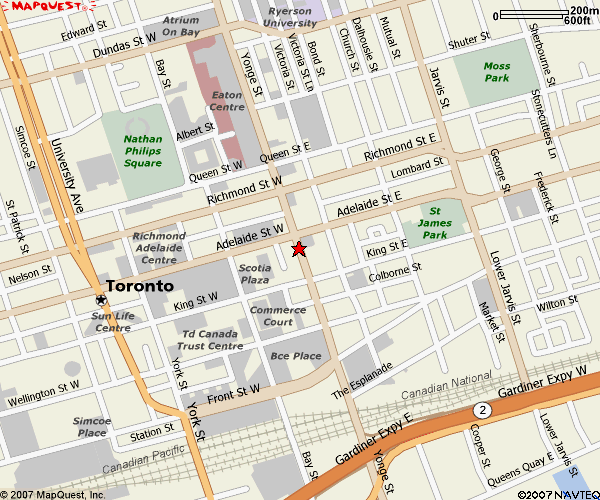 MAPQUEST
200m
600ft
Edward St
Atrium
On Bay
Ryerson
University
Dundas St W
Bay St
Yonge St
Victoria St
Victoria St Ln
Bond St
Church St
Dalhousie St
Mutual St
Jarvis St
Shuter St
Sherbourne St
Moss
Park
Stonecutters Ln
Eaton
Centre
Albert St
Nathan
Philips
Square
Simcoe St
University Ave
Queen St W
Queen St E
Richmond St E
Lombard St
George St
Frederick St
Richmond St W
Adelaide St E
St
James
Park
St Patrick St
Richmond
Adelaide
Centre
Adelaide St W
King St E
Colborne St
Lower Jarvis St
Nelson St
Scotia
Plaza
Toronto
Sun Life
Centre
King St W
Commerce
Court
Market St
Wilton St
Td Canada
Trust Centre
Bce Place
York St
The Esplanade
Canadian National
Gardiner Expy W
Wellington St W
Front St W
Simcoe
Place
York St
Station St
Canadian Pacific
Bay St
Gardiner Expy E
2
Yonge St
Cooper St
Queens Quay E
Lower Jarvis St
© 2007 MapQuest, Inc.
©2007 NAVTEQ